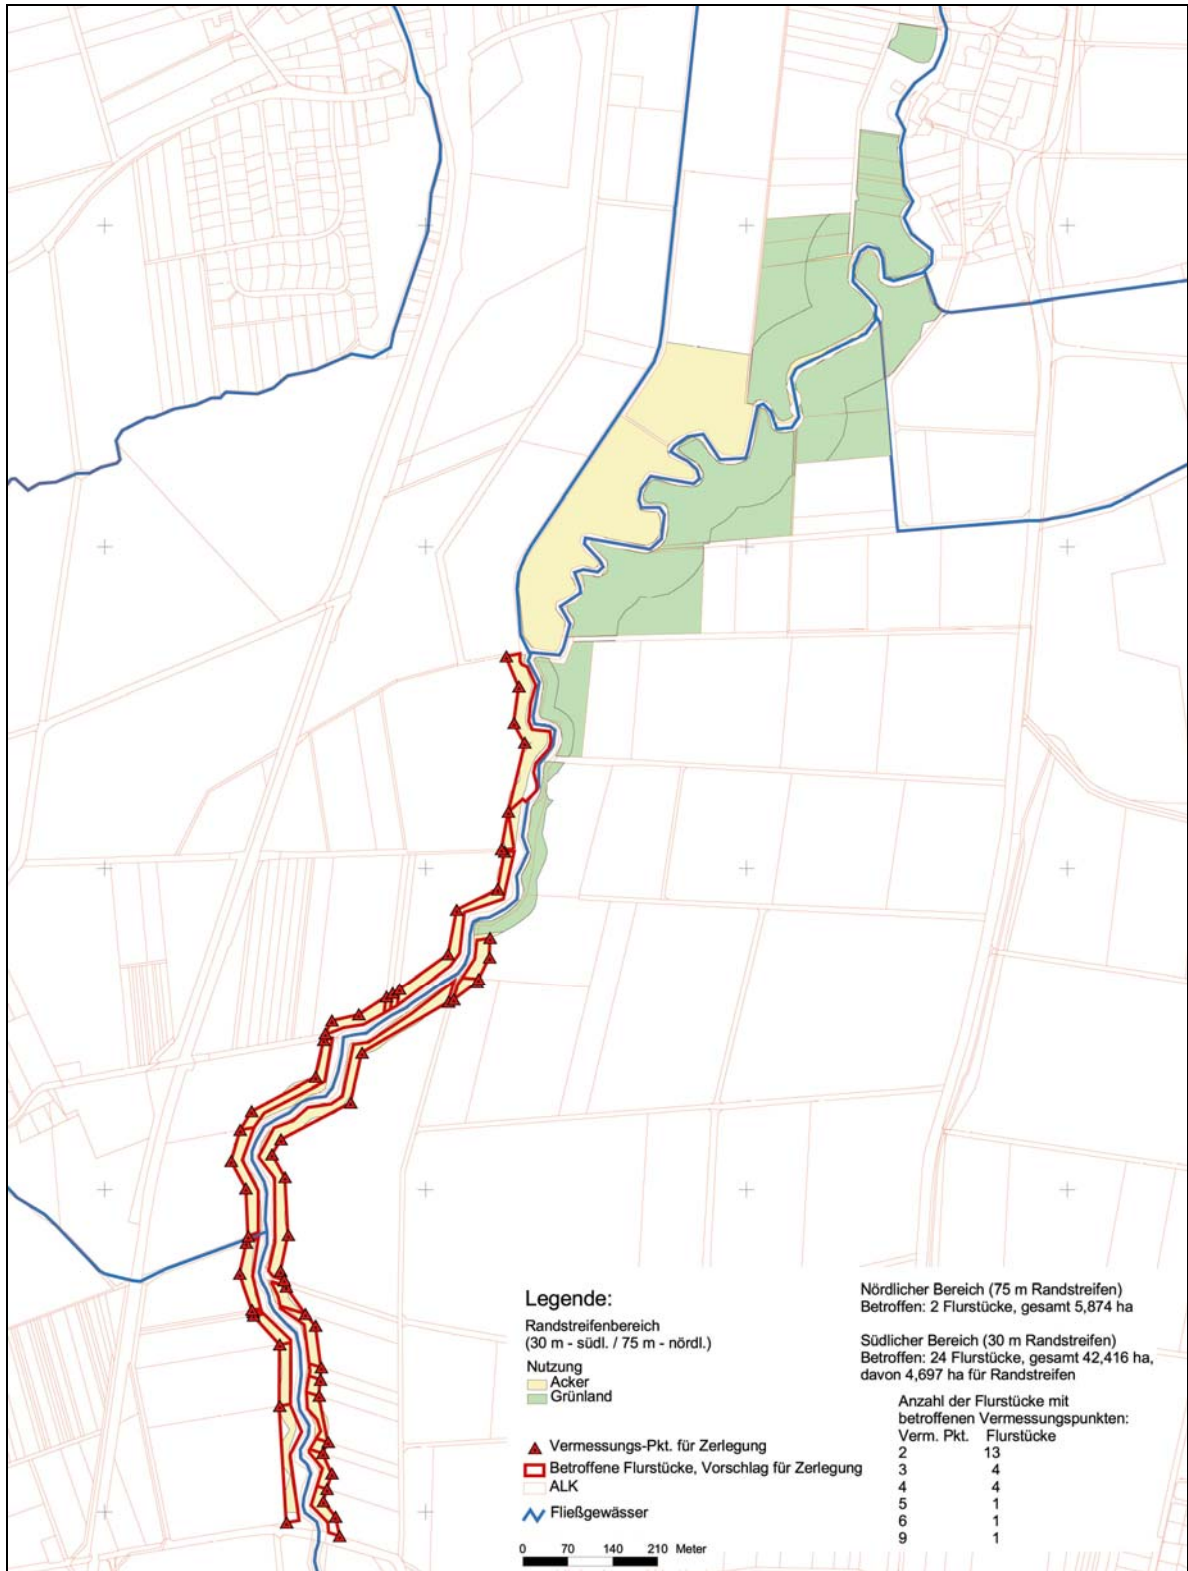 Legende:
Randstreifenbereich
(30 m - südl. / 75 m - nördl.)
Nutzung
Acker
Grünland
Vermessungs-Pkt. für Zerlegung
Betroffene Flurstücke, Vorschlag für Zerlegung
ALK
Fließgewässer
0 70 140 210 Meter
Nördlicher Bereich (75 m Randstreifen)
Betroffen: 2 Flurstücke, gesamt 5,874 ha
Südlicher Bereich (30 m Randstreifen)
Betroffen: 24 Flurstücke, gesamt 42,416 ha,
davon 4,697 ha für Randstreifen
Anzahl der Flurstücke mit
betroffenen Vermessungspunkten:
Verm. Pkt. Flurstücke
2 13
3 4
4 4
5 1
6 1
9 1